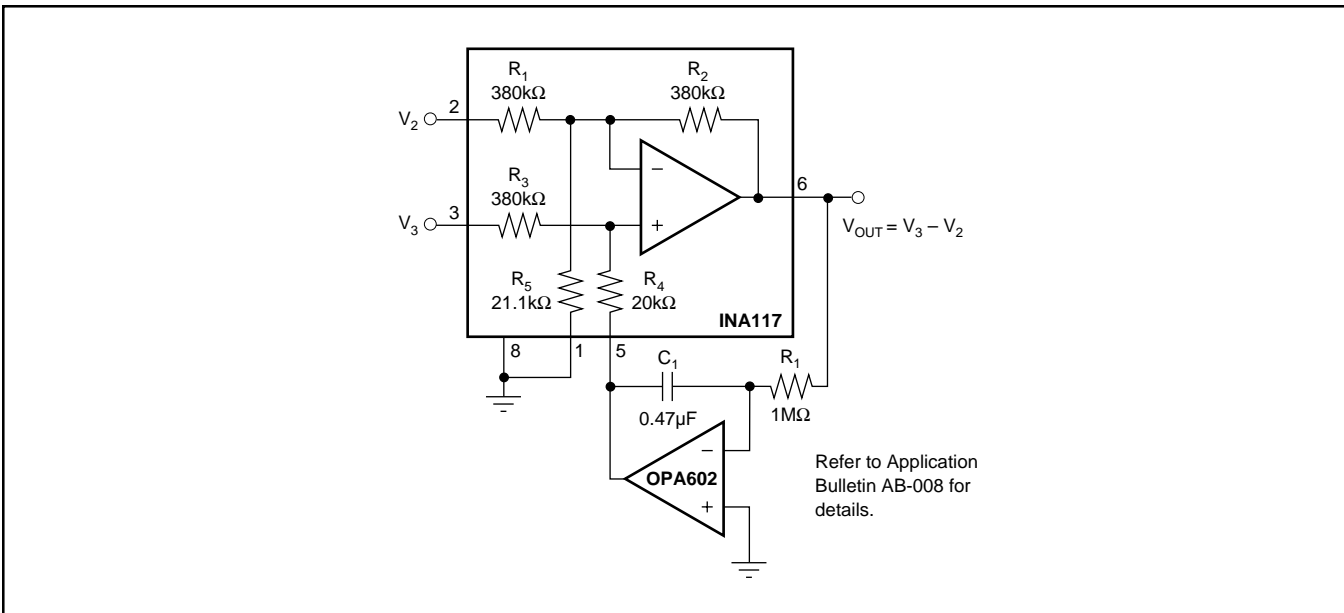 R1
380kΩ
R2
380kΩ
V2
2
R3
380kΩ
V3
3
6
VOUT = V3 – V2
–
+
R5
21.1kΩ
R4
20kΩ
INA117
8
1
5
C1
0.47µF
R1
1MΩ
–
OPA602
+
Refer to Application
Bulletin AB-008 for
details.